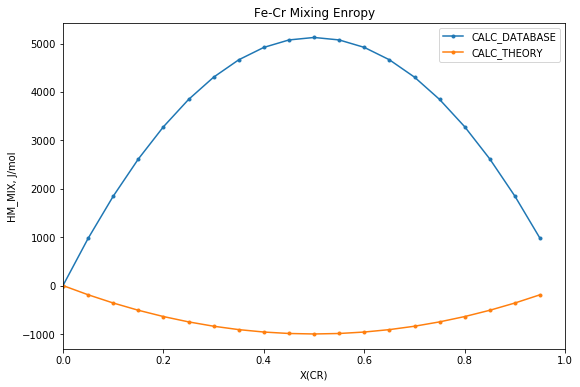 Fe-Cr Mixing Enropy
CALC_DATABASE
CALC_THEORY
HM_MIX, J/mol
5000
4000
3000
2000
1000
0
−1000
0.0
0.2
0.4
0.6
0.8
1.0
X(CR)